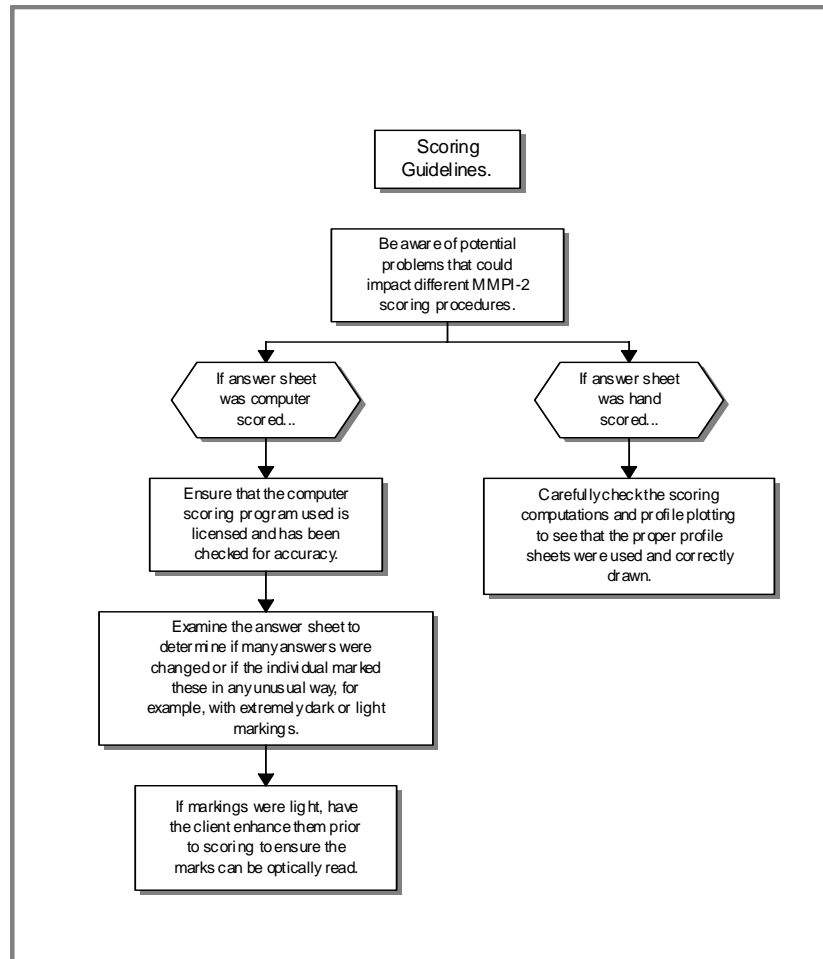 Scoring
Guidelines.
Be aware of potential
problems that could
impact different MMPI-2
scoring procedures.
If answer sheet
was computer
scored...
If answer sheet
was hand
scored...
Ensure that the computer
scoring program used is
licensed and has been
checked for accuracy.
Carefully check the scoring
computations and profile plotting
to see that the proper profile
sheets were used and correctly
drawn.
Examine the answer sheet to
determine if many answers were
changed or if the individual marked
these in any unusual way, for
example, with extremely dark or light
markings.
If markings were light, have
the client enhance them prior
to scoring to ensure the
marks can be optically read.